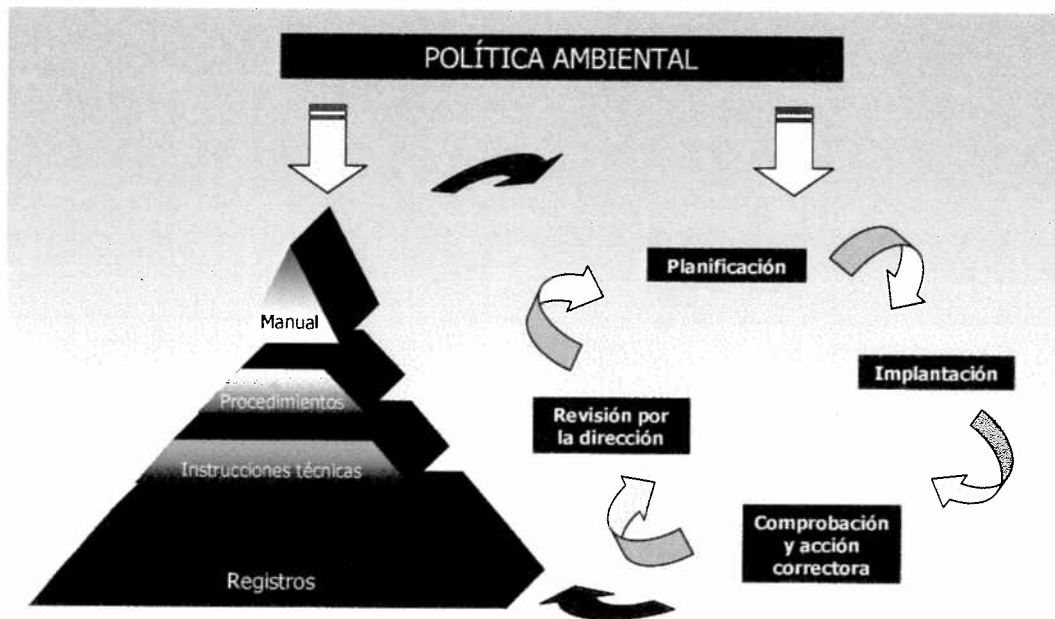 POLÍTICA AMBIENTAL
Manual
Procedimientos
Instrucciones técnicas
Registros
Planificación
Implantación
Comprobación
y acción
correctora
Revisión por
la dirección